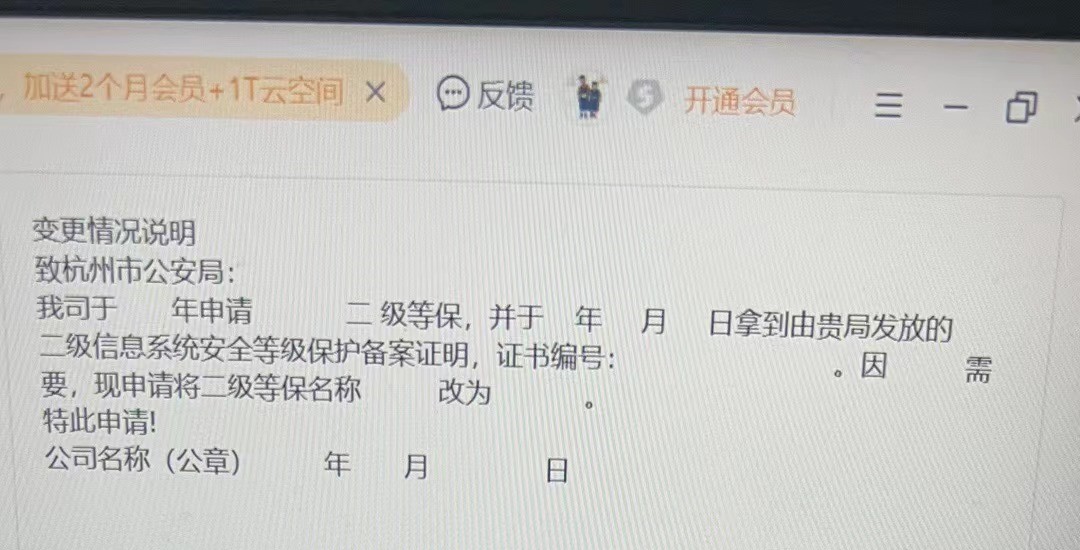 加送2个月会员+1T云空间 × 反馈 开通会员
变更情况说明
致杭州市公安局：
我司于 年申请 二 级等保，并于 年 月 日拿到由贵局发放的
二级信息系统安全等级保护备案证明，证书编号： 。因 需
要，现申请将二级等保名称 改为 。
特此申请!
公司名称（公章） 年 月 日